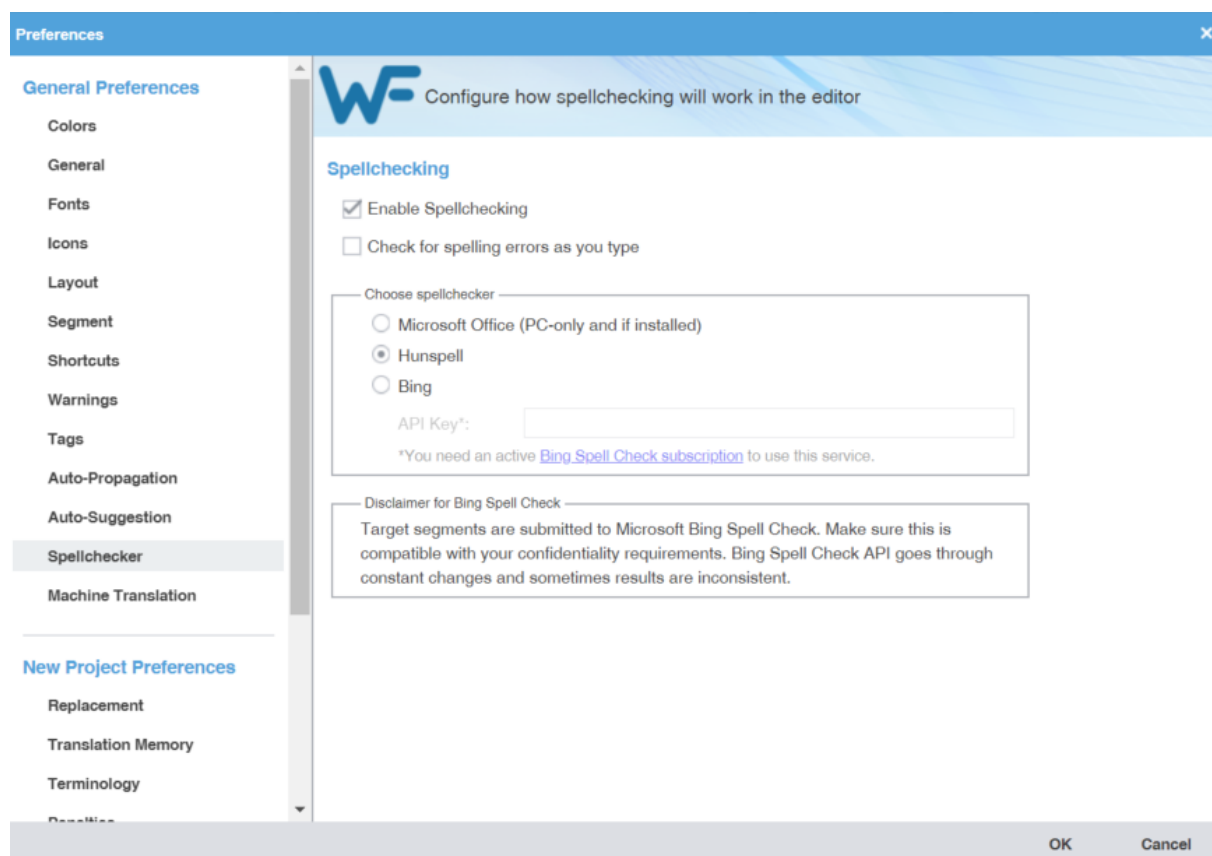 Preferences
General Preferences
Colors
General
Fonts
Icons
Layout
Segment
Shortcuts
Warnings
Tags
Auto-Propagation
Auto-Suggestion
Spellchecker
Machine Translation
New Project Preferences
Replacement
Translation Memory
Terminology
Penalties
WF
Configure how spellchecking will work in the editor
Spellchecking
Enable Spellchecking
Check for spelling errors as you type
Choose spellchecker
Microsoft Office (PC-only and if installed)
Hunspell
Bing
API Key*:
*You need an active Bing Spell Check subscription to use this service.
Disclaimer for Bing Spell Check
Target segments are submitted to Microsoft Bing Spell Check. Make sure this is
compatible with your confidentiality requirements. Bing Spell Check API goes through
constant changes and sometimes results are inconsistent.
OK
Cancel